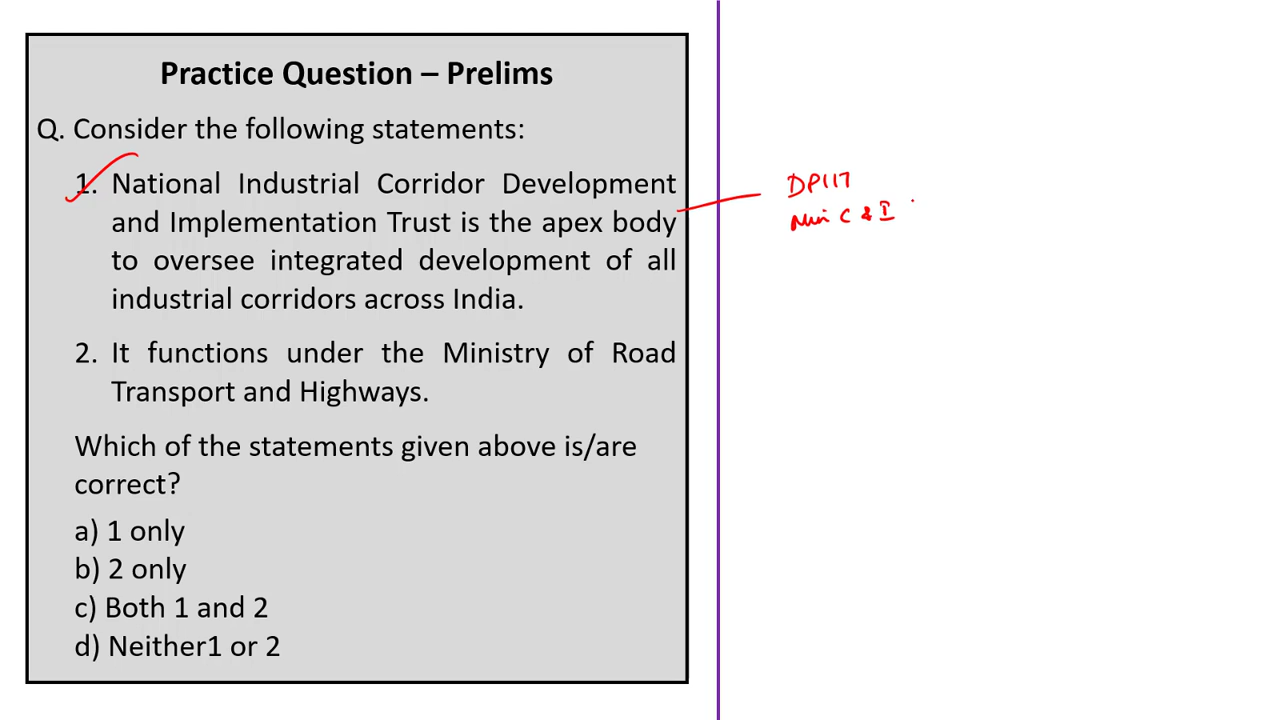 Practice Question – Prelims
Q. Consider the following statements:
1. National Industrial Corridor Development
and Implementation Trust is the apex body
to oversee integrated development of all
industrial corridors across India.
2. It functions under the Ministry of Road
Transport and Highways.
Which of the statements given above is/are
correct?
a) 1 only
b) 2 only
c) Both 1 and 2
d) Neither1 or 2
DPIIT
Min C & I